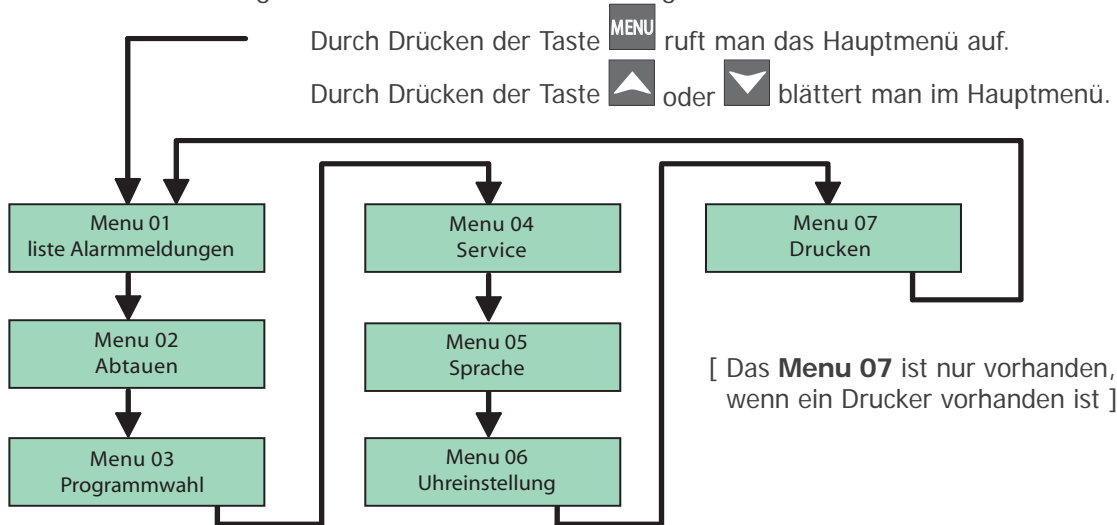 Durch Drücken der Taste MENU ruft man das Hauptmenü auf.
Durch Drücken der Taste oder blättert man im Hauptmenü.
Menu 01
liste Alarmmeldungen
Menu 02
Abtauen
Menu 03
Programmwahl
Menu 04
Service
Menu 05
Sprache
Menu 06
Uhreinstellung
Menu 07
Drucken
[ Das Menu 07 ist nur vorhanden,
wenn ein Drucker vorhanden ist ]